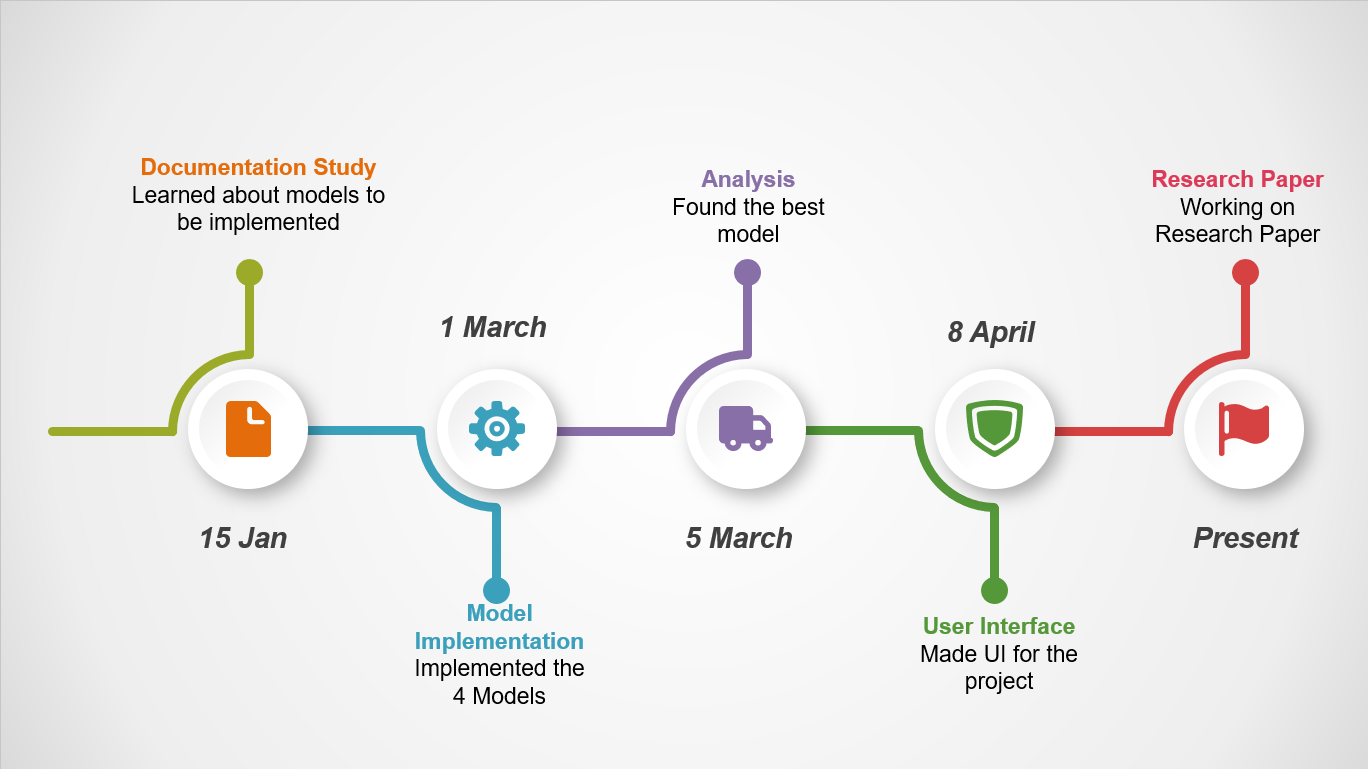 Documentation Study
Learned about models to
be implemented
15 Jan
1 March
Model
Implementation
Implemented the
4 Models
Analysis
Found the best
model
5 March
8 April
User Interface
Made UI for the
project
Research Paper
Working on
Research Paper
Present